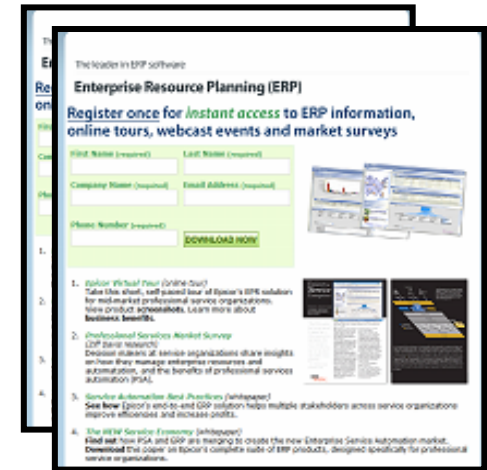 The leader in ERP software
Enterprise Resource Planning (ERP)
Register once for instant access to ERP information,
online tours, webcast events and market surveys
First Name (required) Last Name (required)
Company Name (required) Email Address (required)
Phone Number (required)
DOWNLOAD NOW
1. Epicor Virtual Tour (online tour)
Take this short, self-paced tour of Epicor's ERP solution
for mid-market professional service organizations.
View product screenshots. Learn more about
business benefits.
2. Professional Services Market Survey
research)
Decision makers at service organizations share insights
on how they manage enterprise resources and
automation, and the benefits of professional services
automation (PSA).
3. Service Automation Best Practices (whitepaper)
See how Epicor's end-to-end ERP solution helps multiple stakeholders across service organizations
improve efficiencies and increase profits.
4. The NEW Service Economy (whitepaper)
Find out how PSA and ERP are merging to create the new Enterprise Service Automation market.
Download this paper on Epicor's complete suite of ERP products, designed specifically for professional
service organizations.